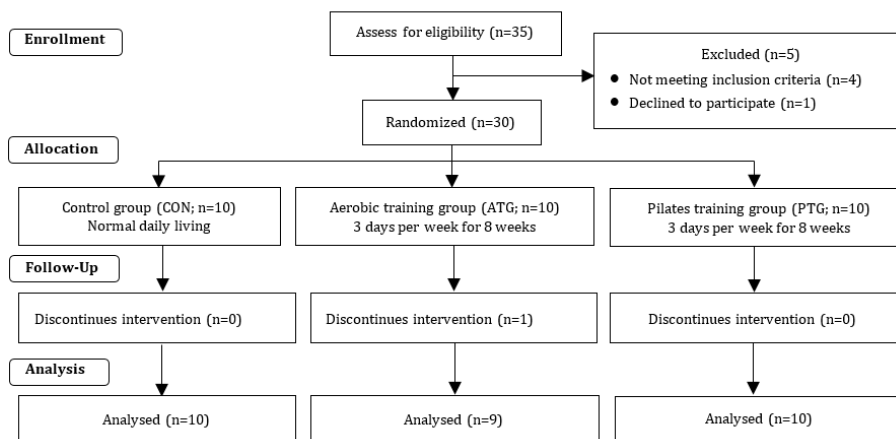 Enrollment
Assess for eligibility (n=35)
Excluded (n=5)
● Not meeting inclusion criteria (n=4)
● Declined to participate (n=1)
Randomized (n=30)
Allocation
Control group (CON; n=10)
Normal daily living
Aerobic training group (ATG; n=10)
3 days per week for 8 weeks
Pilates training group (PTG; n=10)
3 days per week for 8 weeks
Follow-Up
Discontinues intervention (n=0)
Discontinues intervention (n=1)
Discontinues intervention (n=0)
Analysis
Analysed (n=10)
Analysed (n=9)
Analysed (n=10)